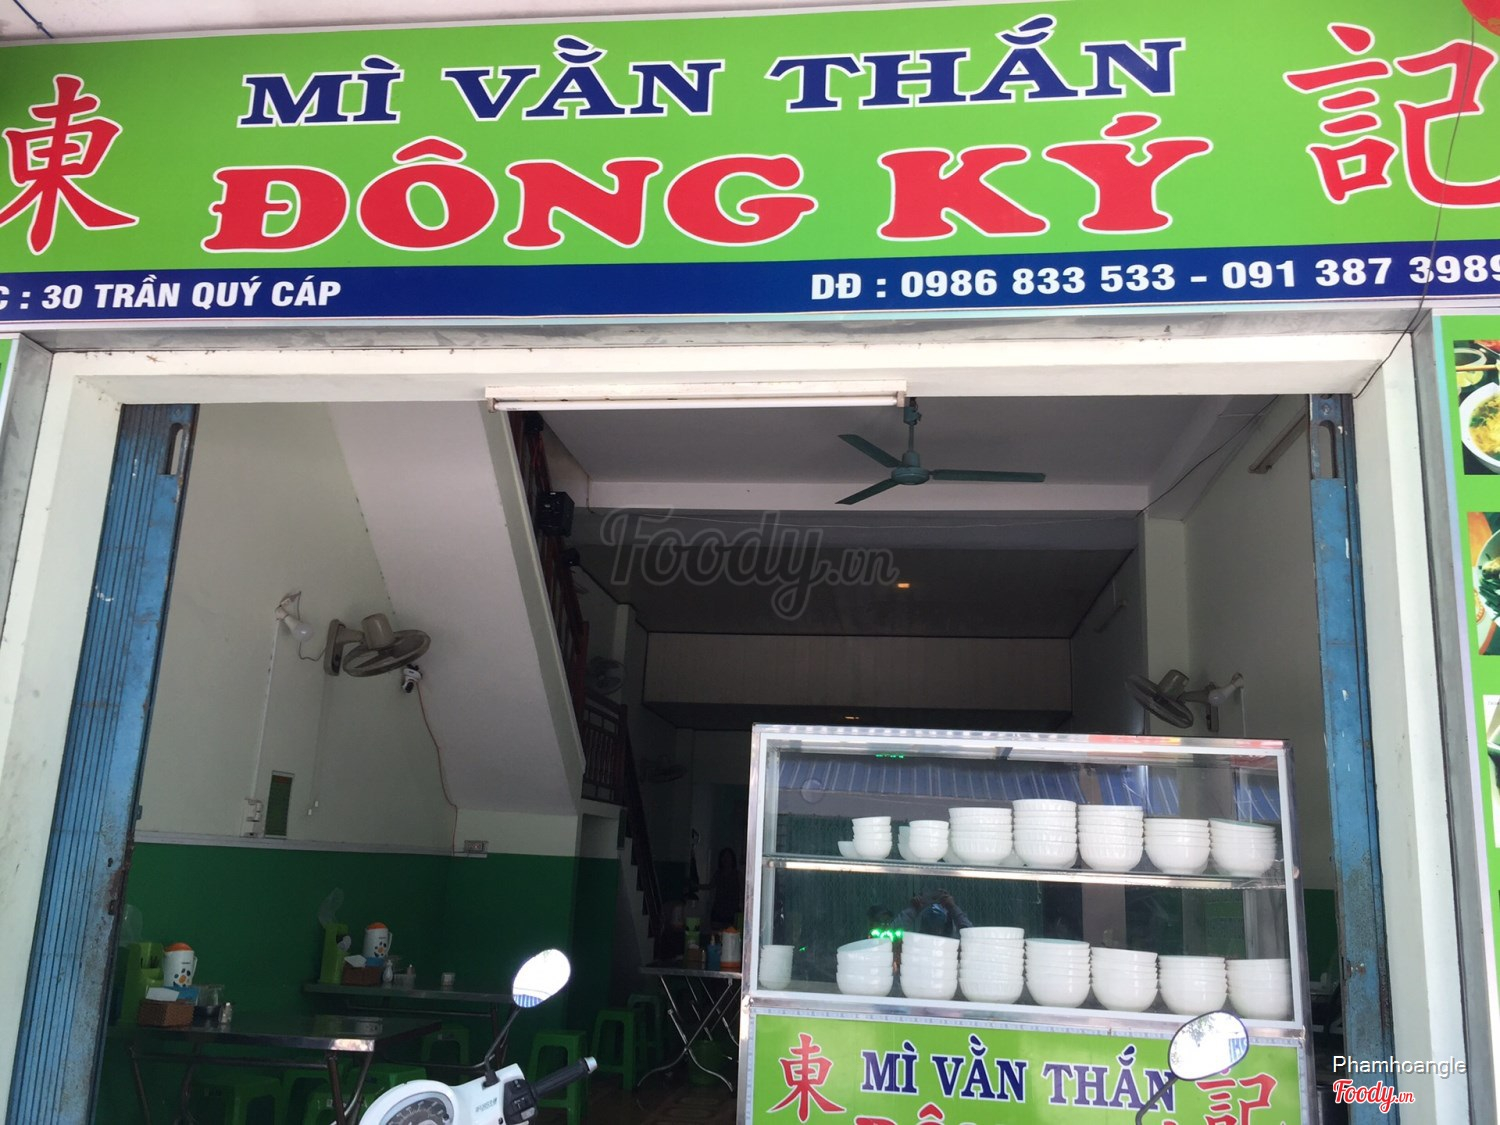 東 MÌ VẰN THẮN 記
ĐÔNG KÝ
C : 30 TRẦN QUÝ CÁP
DĐ : 0986 833 533 - 091 387 3989
Foody.vn
東 MÌ VẰN THẮN 記
Phamhoangle
Foody.vn